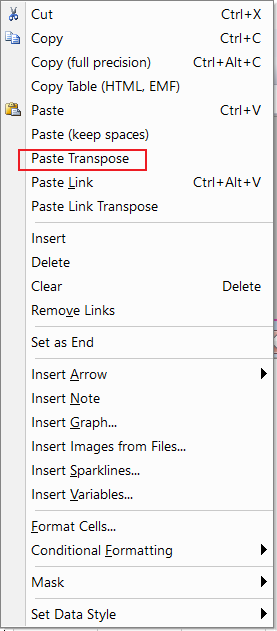 Cut Ctrl+X
Copy Ctrl+C
Copy (full precision) Ctrl+Alt+C
Copy Table (HTML, EMF)
Paste Ctrl+V
Paste (keep spaces)
Paste Transpose
Paste Link Ctrl+Alt+V
Paste Link Transpose
Insert
Delete
Clear Delete
Remove Links
Set as End
Insert Arrow
Insert Note
Insert Graph...
Insert Images from Files...
Insert Sparklines...
Insert Variables...
Format Cells...
Conditional Formatting
Mask
Set Data Style